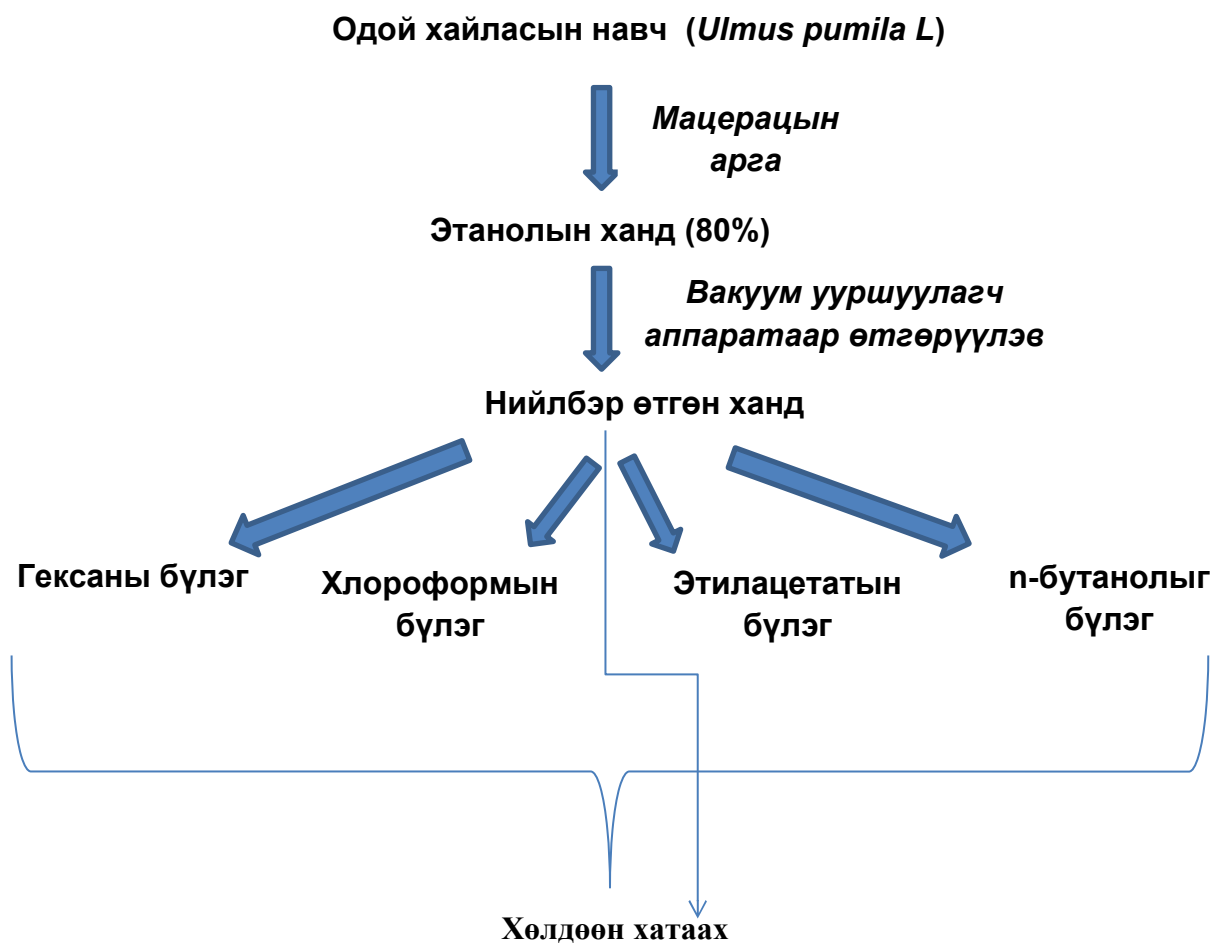 Одой хайласын навч (Ulmus pumila L)
Мацерацын
арга
Этанолын ханд (80%)
Вакуум ууршуулагч
аппаратаар өтгөрүүлэв
Нийлбэр өтгөн ханд
Гексаны бүлэг
Хлороформын
бүлэг
Этилацетатын
бүлэг
n-бутанолыг
бүлэг
Хөлдөөн хатаах